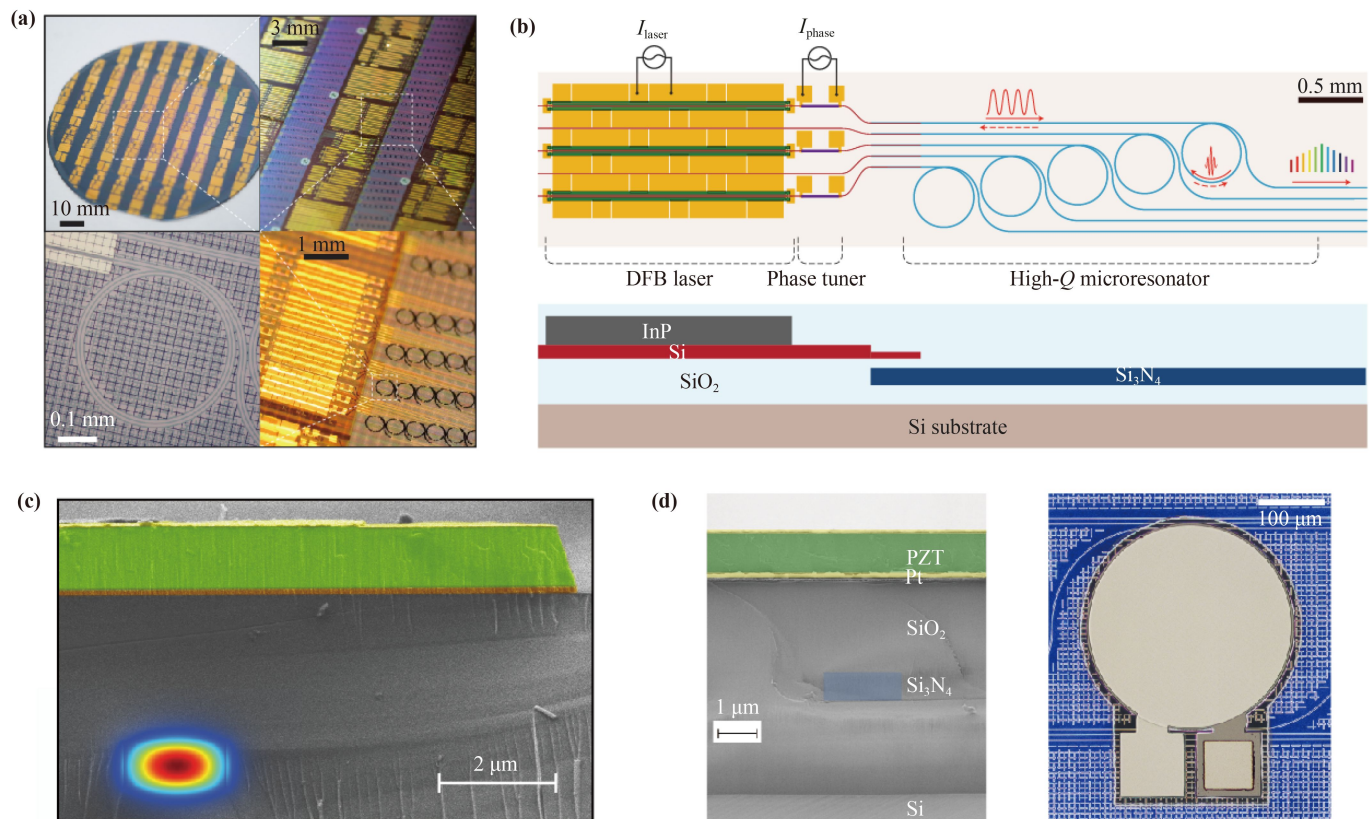 (a)
3 mm
10 mm
1 mm
0.1 mm
(b)
I_laser
I_phase
0.5 mm
DFB laser
Phase tuner
High-Q microresonator
InP
Si
SiO₂
Si₃N₄
Si substrate
(c)
2 μm
(d)
PZT
Pt
SiO₂
Si₃N₄
1 μm
Si
100 μm